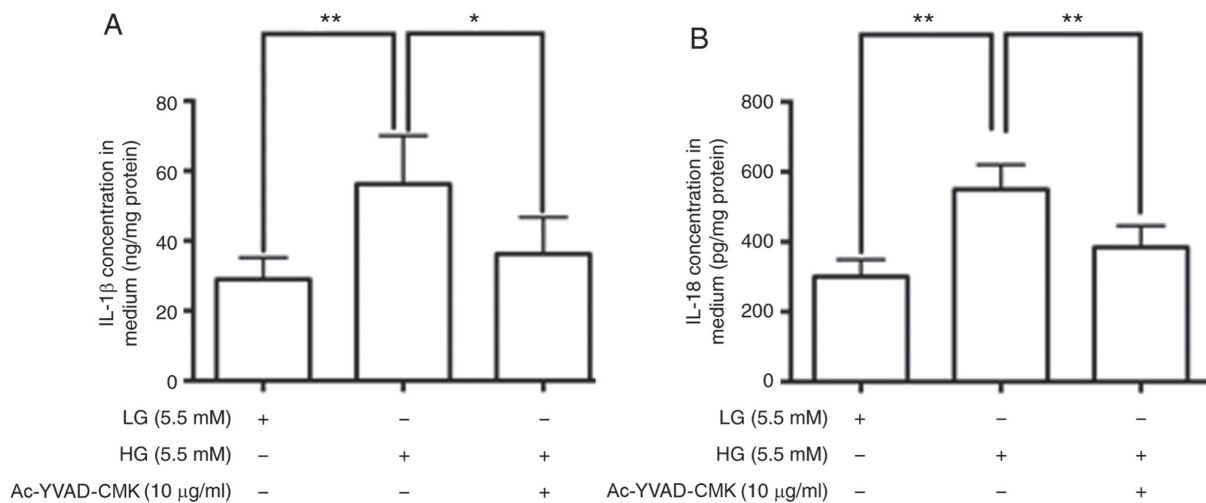 A
** *
80
60
40
20
0
IL-1β concentration in
medium (ng/mg protein)
LG (5.5 mM) + – –
HG (5.5 mM) – + +
Ac-YVAD-CMK (10 μg/ml) – – +
B
** **
800
600
400
200
0
IL-18 concentration in
medium (pg/mg protein)
LG (5.5 mM) + – –
HG (5.5 mM) – + +
Ac-YVAD-CMK (10 μg/ml) – – +